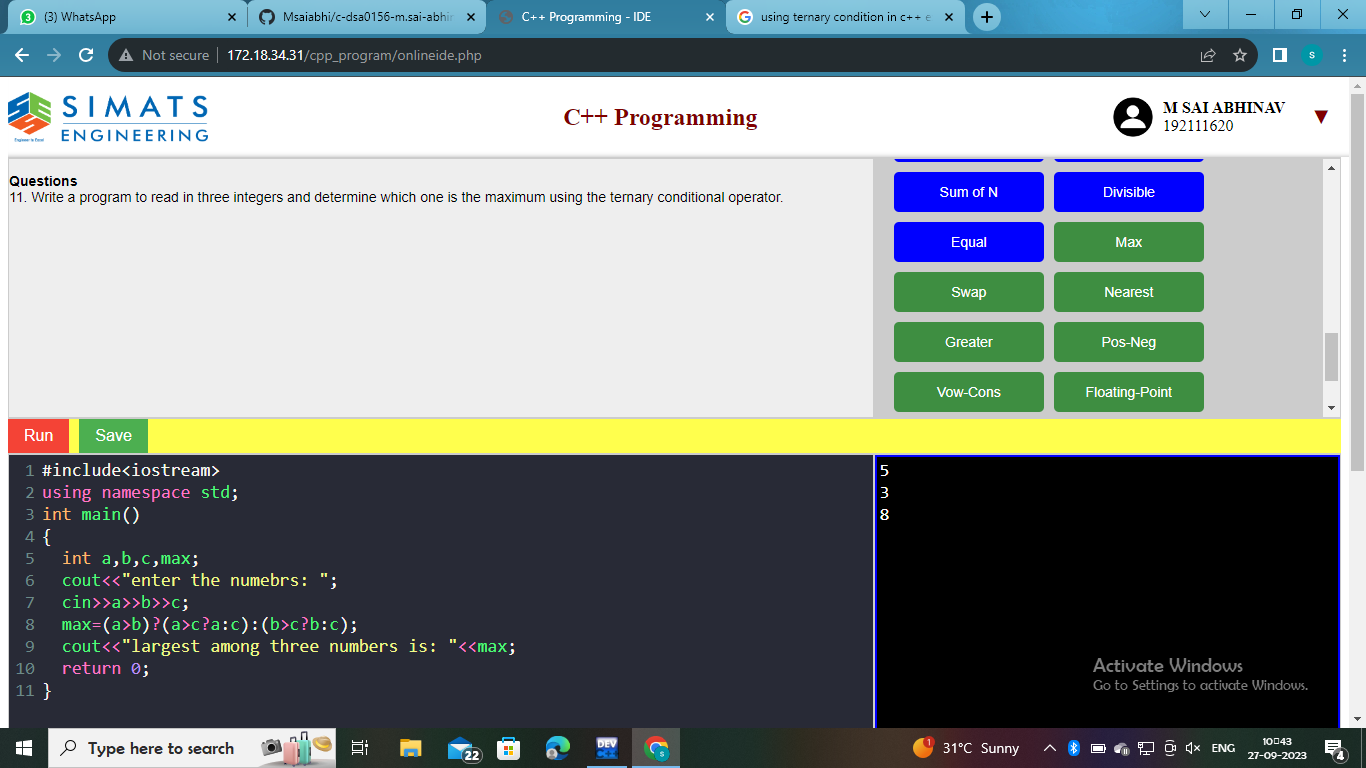 (3) WhatsApp
Msaiabhi/c-dsa0156-m.sai-abhin
C++ Programming - IDE
using ternary condition in c++ e
Not secure
172.18.34.31/cpp_program/onlineide.php
S
SIMATS
ENGINEERING
Engineer to Excel
C++ Programming
M SAI ABHINAV
192111620
Questions
11. Write a program to read in three integers and determine which one is the maximum using the ternary conditional operator.
Sum of N
Divisible
Equal
Max
Swap
Nearest
Greater
Pos-Neg
Vow-Cons
Floating-Point
Run
Save
1 #include<iostream>
2 using namespace std;
3 int main()
4 {
5 int a,b,c,max;
6 cout<<"enter the numebrs: ";
7 cin>>a>>b>>c;
8 max=(a>b)?(a>c?a:c):(b>c?b:c);
9 cout<<"largest among three numbers is: "<<max;
10 return 0;
11 }
5
3
8
Activate Windows
Go to Settings to activate Windows.
Type here to search
22
DEV
S
1
31°C Sunny
ENG
10:43
27-09-2023
4